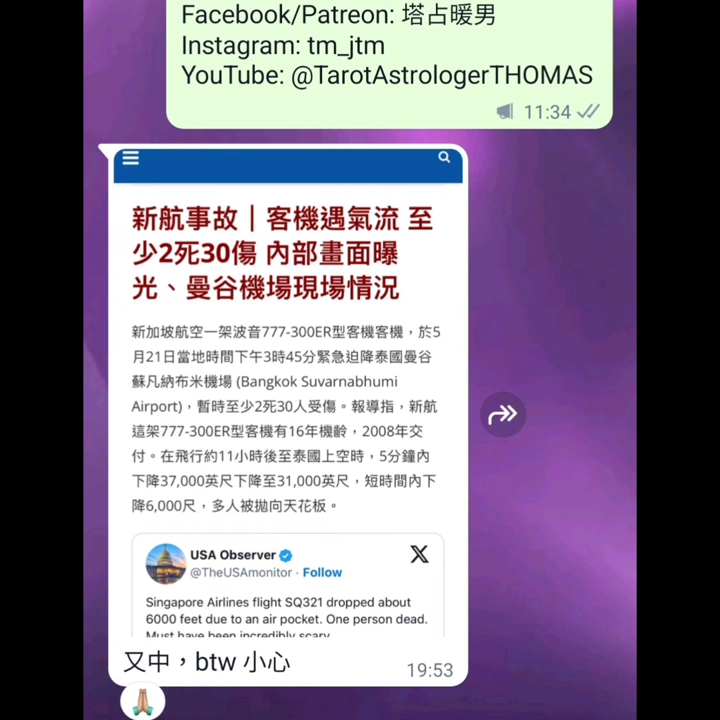 Facebook/Patreon: 塔占暖男
Instagram: tm_jtm
YouTube: @TarotAstrologerTHOMAS
11:34
新航事故｜客機遇氣流 至
少2死30傷 內部畫面曝
光、曼谷機場現場情況
新加坡航空一架波音777-300ER型客機客機，於5
月21日當地時間下午3時45分緊急迫降泰國曼谷
蘇凡納布米機場 (Bangkok Suvarnabhumi
Airport)，暫時至少2死30人受傷。報導指，新航
這架777-300ER型客機有16年機齡，2008年交
付。在飛行約11小時後至泰國上空時，5分鐘內
下降37,000英尺下降至31,000英尺，短時間內下
降6,000尺，多人被拋向天花板。
USA Observer
@TheUSAmonitor · Follow
Singapore Airlines flight SQ321 dropped about
6000 feet due to an air pocket. One person dead.
Must have been incredibly scary
又中，btw 小心
19:53